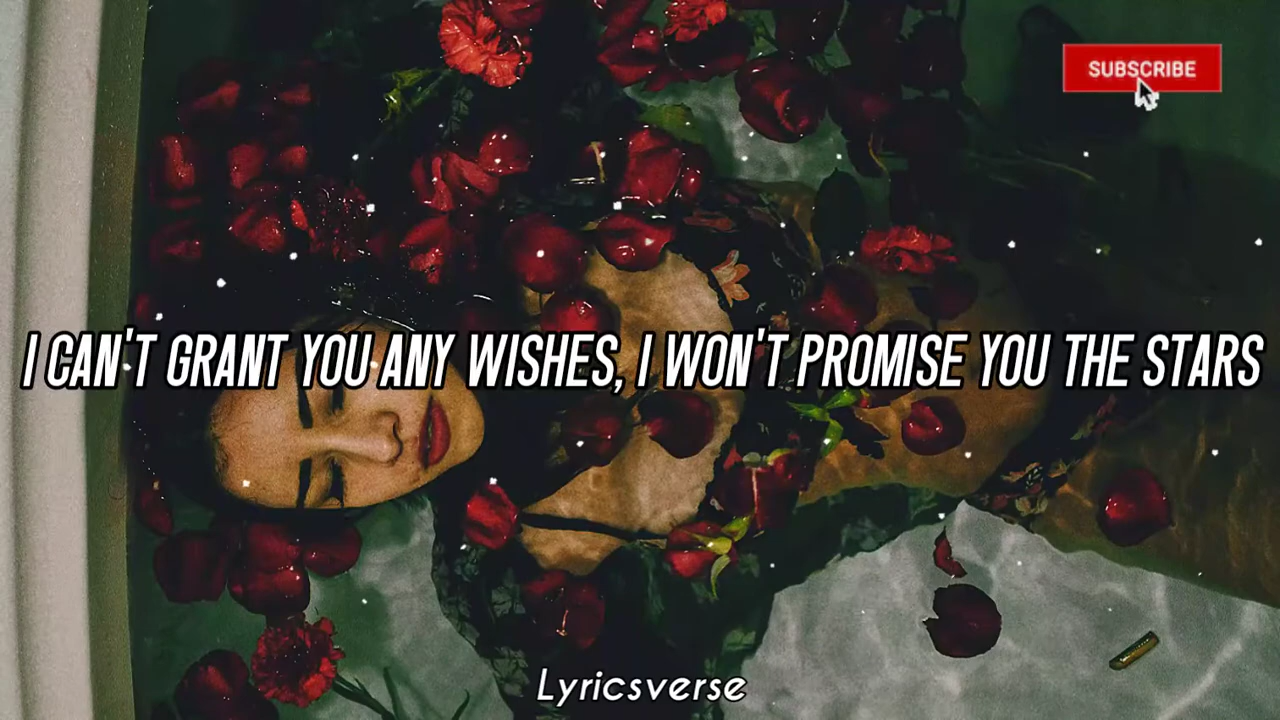 SUBSCRIBE
I CAN'T GRANT YOU ANY WISHES, I WON'T PROMISE YOU THE STARS
Lyricsverse